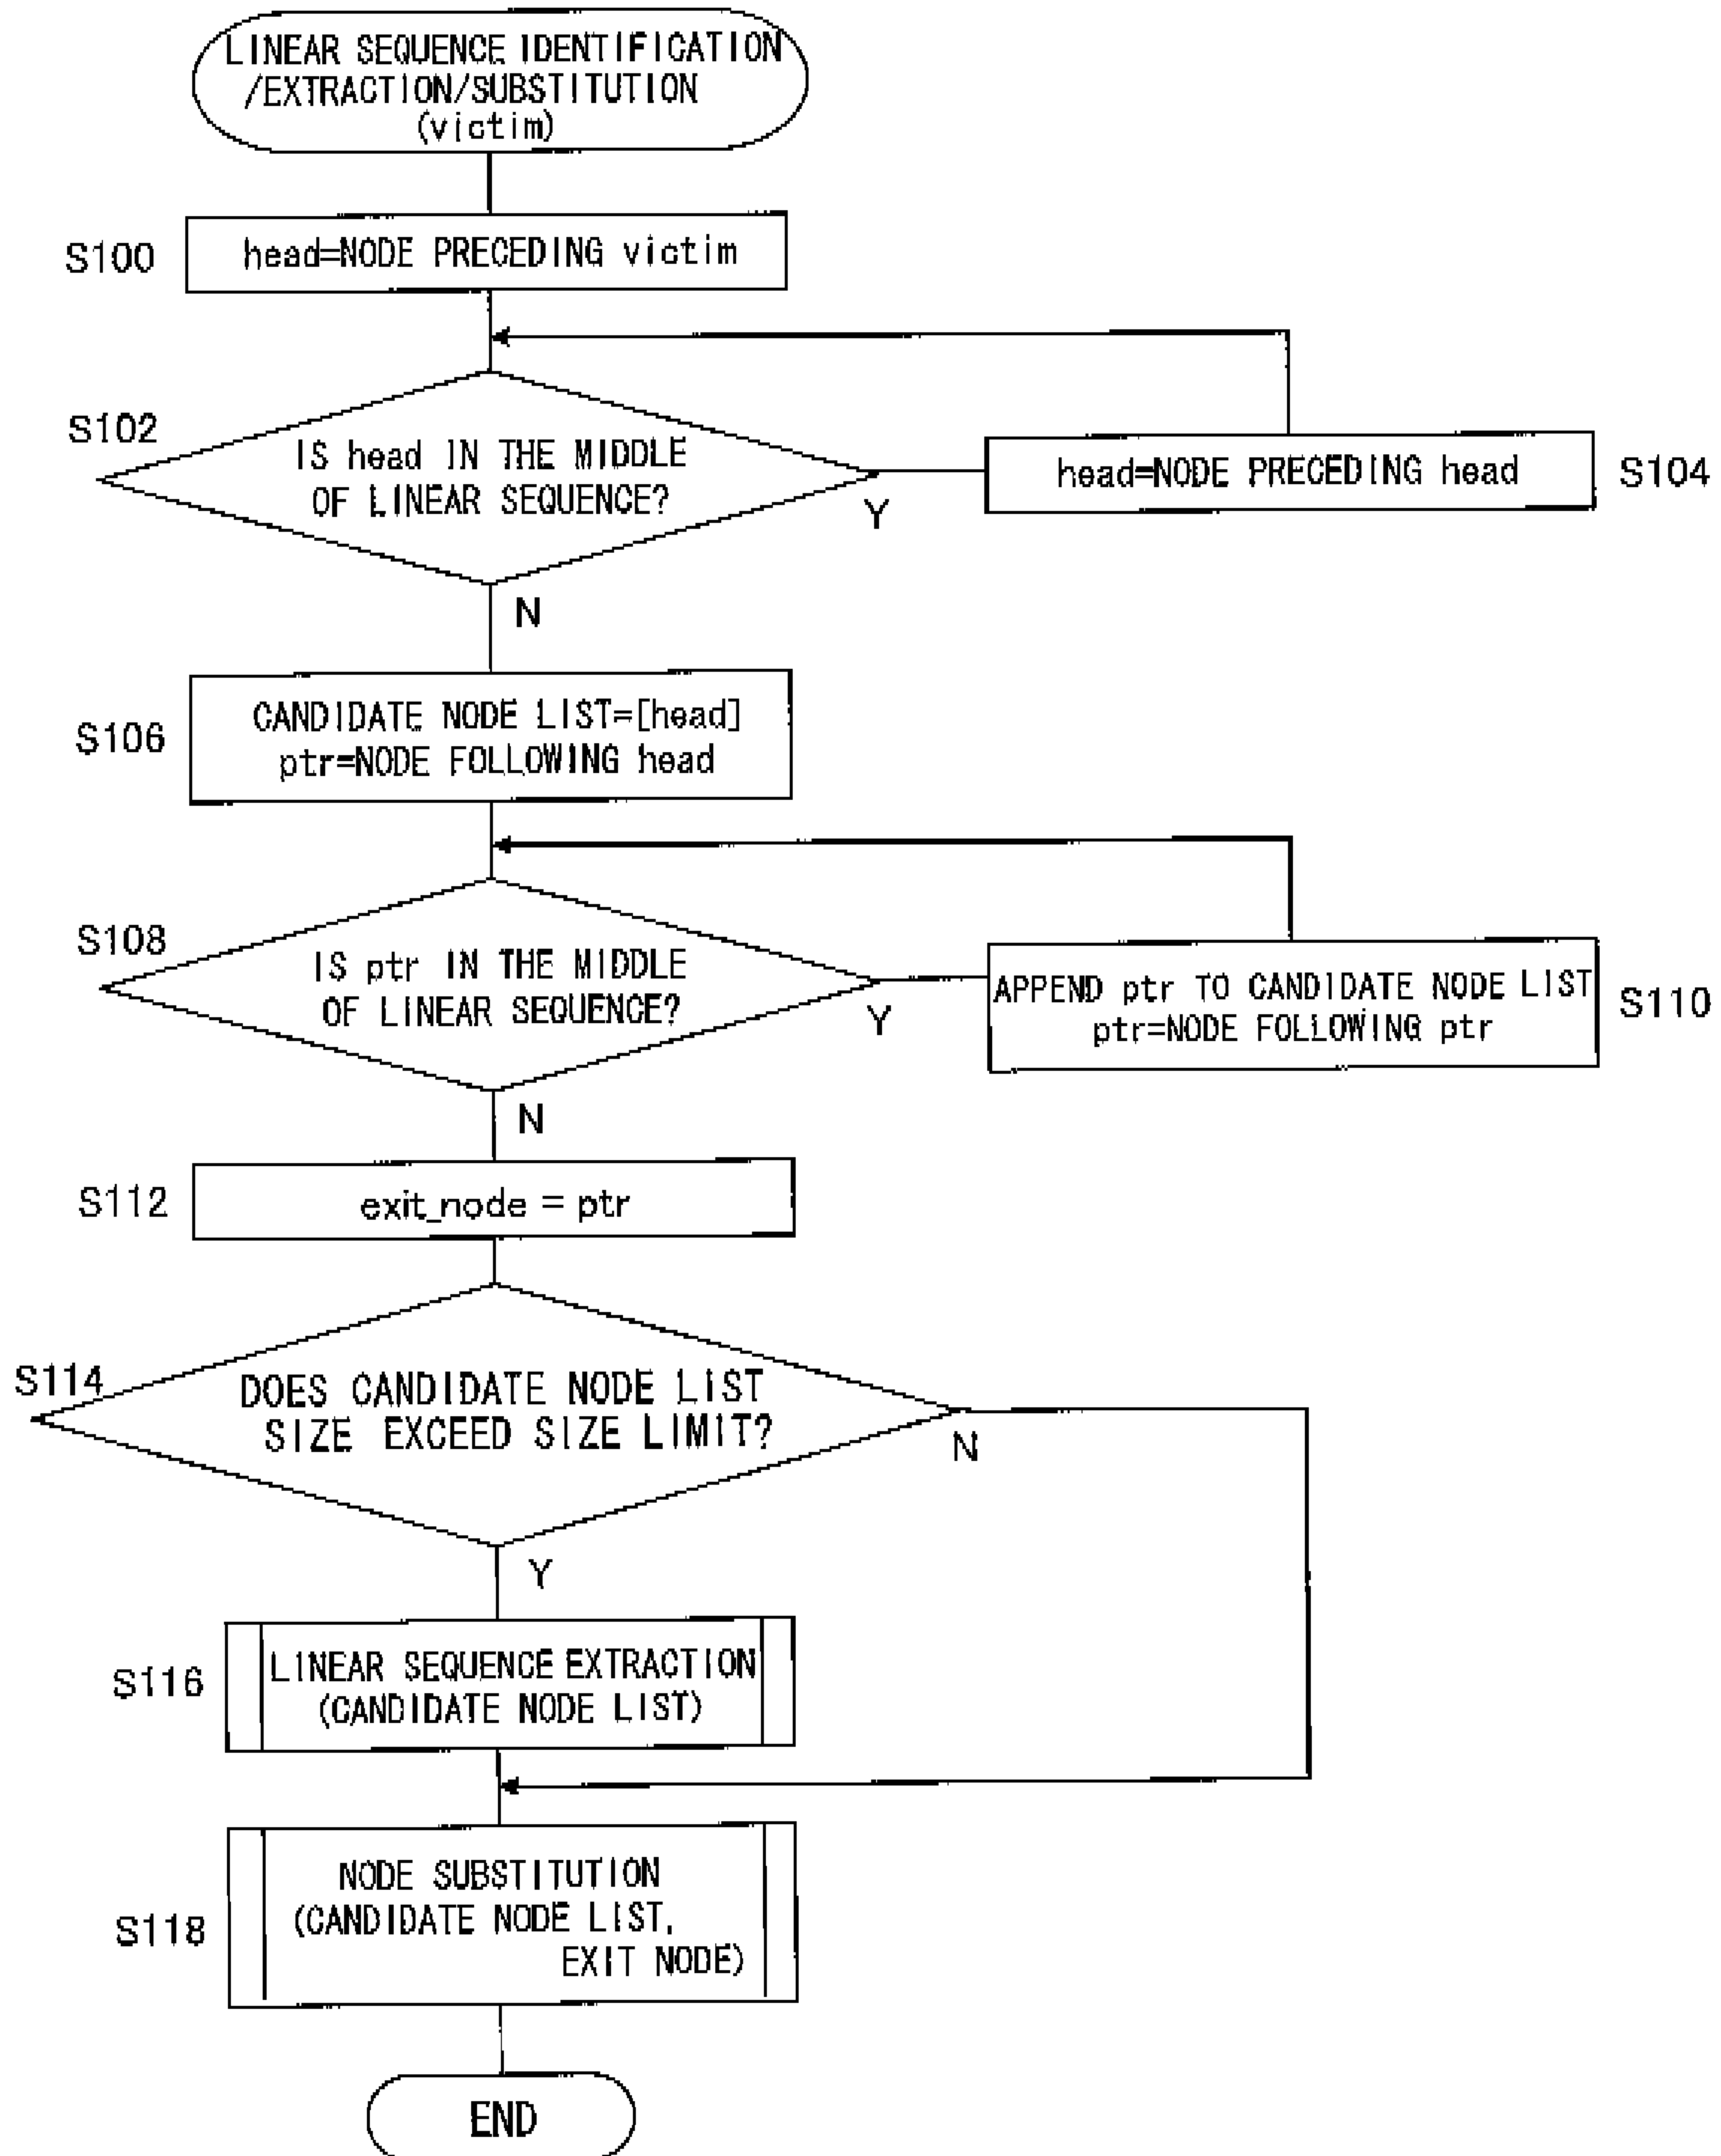 LINEAR SEQUENCE IDENTIFICATION
/EXTRACTION/SUBSTITUTION
(victim)
S100
head=NODE PRECEDING victim
S102
IS head IN THE MIDDLE
OF LINEAR SEQUENCE?
Y
head=NODE PRECEDING head
S104
N
S106
CANDIDATE NODE LIST=[head]
ptr=NODE FOLLOWING head
S108
IS ptr IN THE MIDDLE
OF LINEAR SEQUENCE?
Y
APPEND ptr TO CANDIDATE NODE LIST
ptr=NODE FOLLOWING ptr
S110
N
S112
exit_node = ptr
S114
DOES CANDIDATE NODE LIST
SIZE EXCEED SIZE LIMIT?
N
Y
S116
LINEAR SEQUENCE EXTRACTION
(CANDIDATE NODE LIST)
S118
NODE SUBSTITUTION
(CANDIDATE NODE LIST,
EXIT NODE)
END